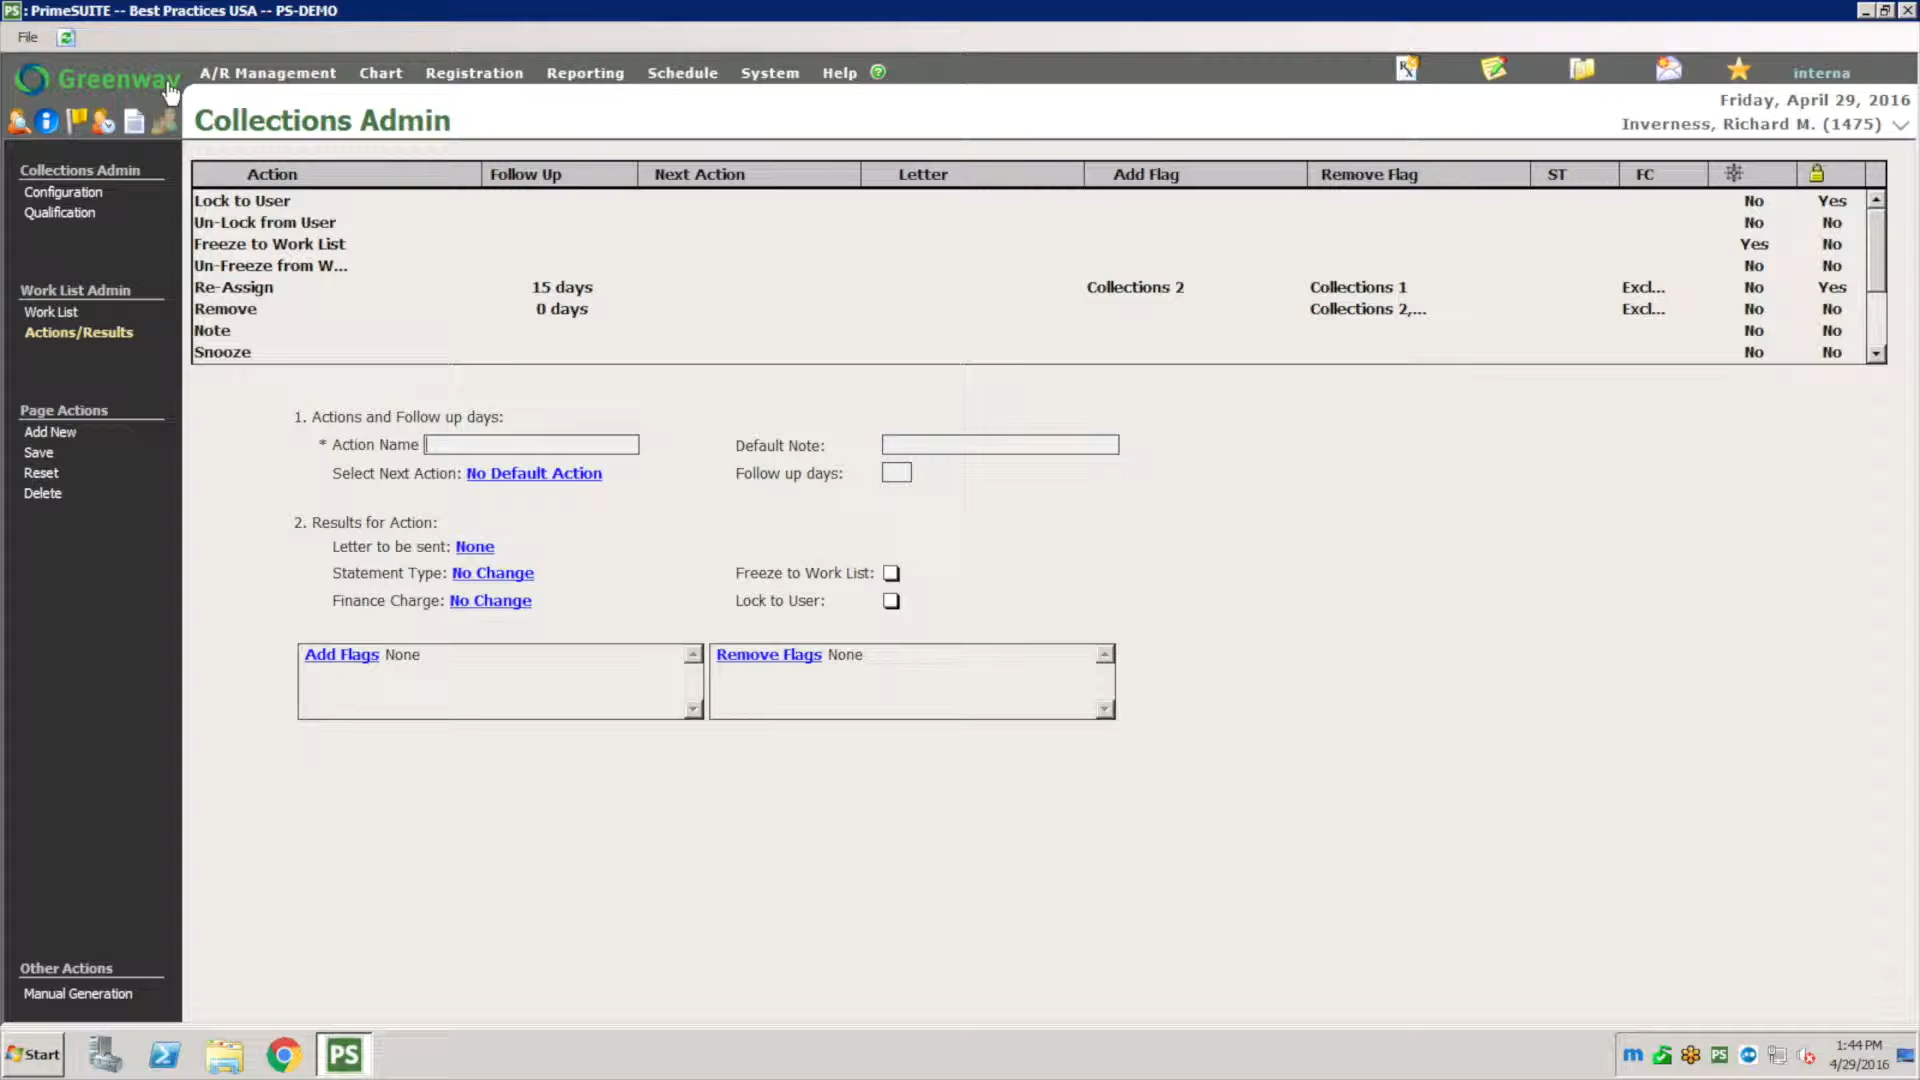 PS : PrimeSUITE -- Best Practices USA -- PS-DEMO
File
Greenway
A/R Management Chart Registration Reporting Schedule System Help
interna
Collections Admin
Friday, April 29, 2016
Inverness, Richard M. (1475)
Collections Admin
Configuration
Qualification
Work List Admin
Work List
Actions/Results
Page Actions
Add New
Save
Reset
Delete
Other Actions
Manual Generation
Action Follow Up Next Action Letter Add Flag Remove Flag ST FC
Lock to User No Yes
Un-Lock from User No No
Freeze to Work List Yes No
Un-Freeze from W... No No
Re-Assign 15 days Collections 2 Collections 1 Excl... No Yes
Remove 0 days Collections 2,... Excl... No No
Note No No
Snooze No No
1. Actions and Follow up days:
* Action Name Default Note:
Select Next Action: No Default Action Follow up days:
2. Results for Action:
Letter to be sent: None
Statement Type: No Change Freeze to Work List:
Finance Charge: No Change Lock to User:
Add Flags None Remove Flags None
Start PS m PS 1:44 PM
4/29/2016